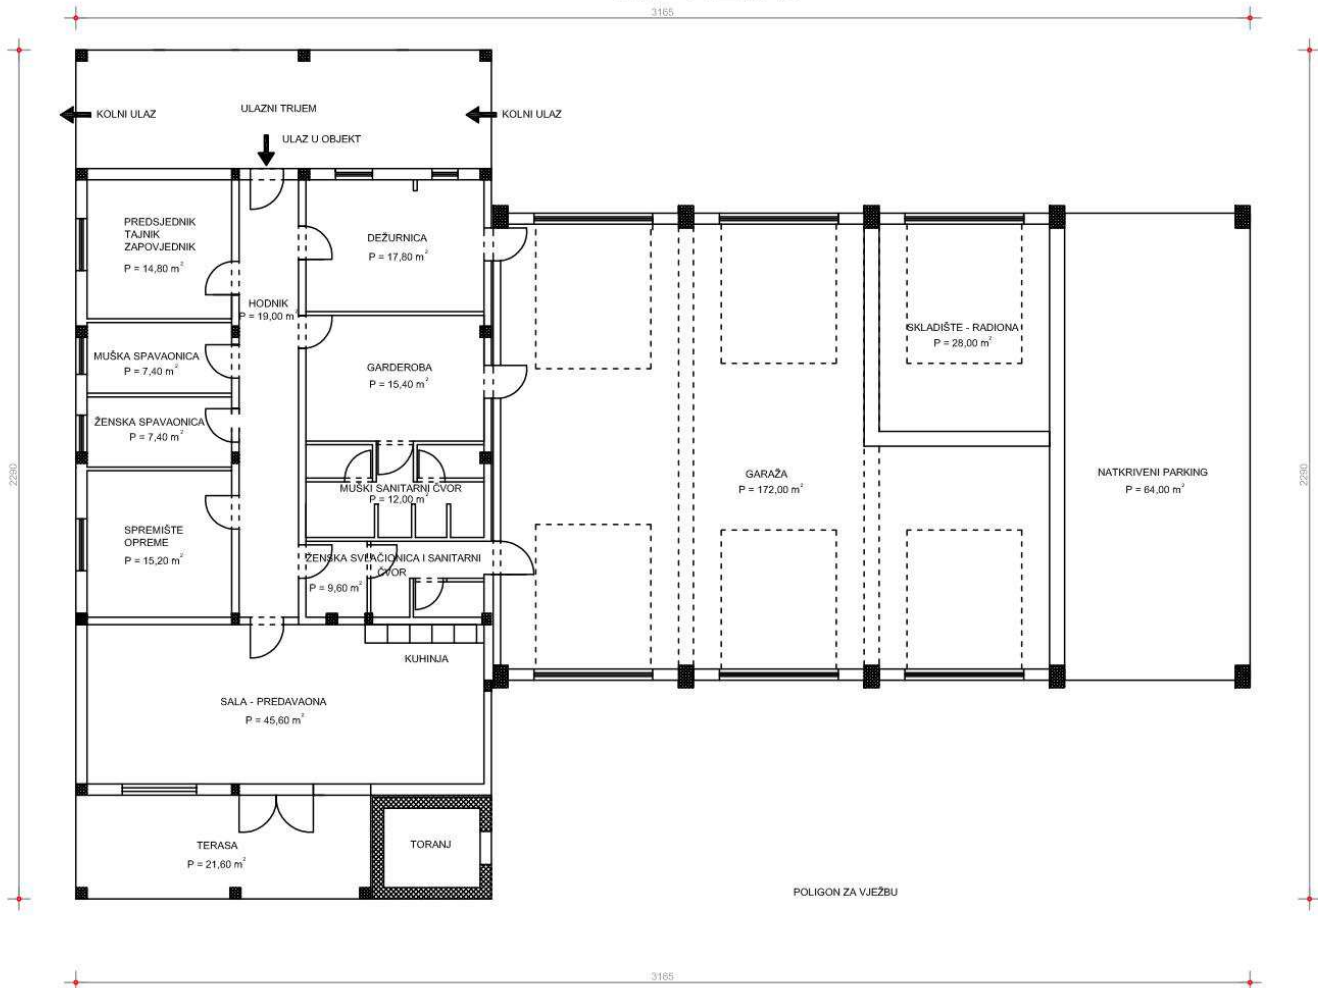 3165
KOLNI ULAZ
ULAZNI TRIJEM
KOLNI ULAZ
ULAZ U OBJEKT
PREDSJEDNIK
TAJNIK
ZAPOVJEDNIK
P = 14,80 m²
DEŽURNICA
P = 17,80 m²
HODNIK
P = 19,00 m²
SKLADIŠTE - RADIONA
P = 28,00 m²
MUŠKA SPAVAONICA
P = 7,40 m²
GARDEROBA
P = 15,40 m²
ŽENSKA SPAVAONICA
P = 7,40 m²
2290
GARAŽA
P = 172,00 m²
NATKRIVENI PARKING
P = 64,00 m²
2290
MUŠKI SANITARNI ČVOR
P = 12,00 m²
SPREMIŠTE
OPREME
P = 15,20 m²
ŽENSKA SVLAČIONICA I SANITARNI
ČVOR
P = 9,60 m²
KUHINJA
SALA - PREDAVAONA
P = 45,60 m²
TERASA
P = 21,60 m²
TORANJ
POLIGON ZA VJEŽBU
3165